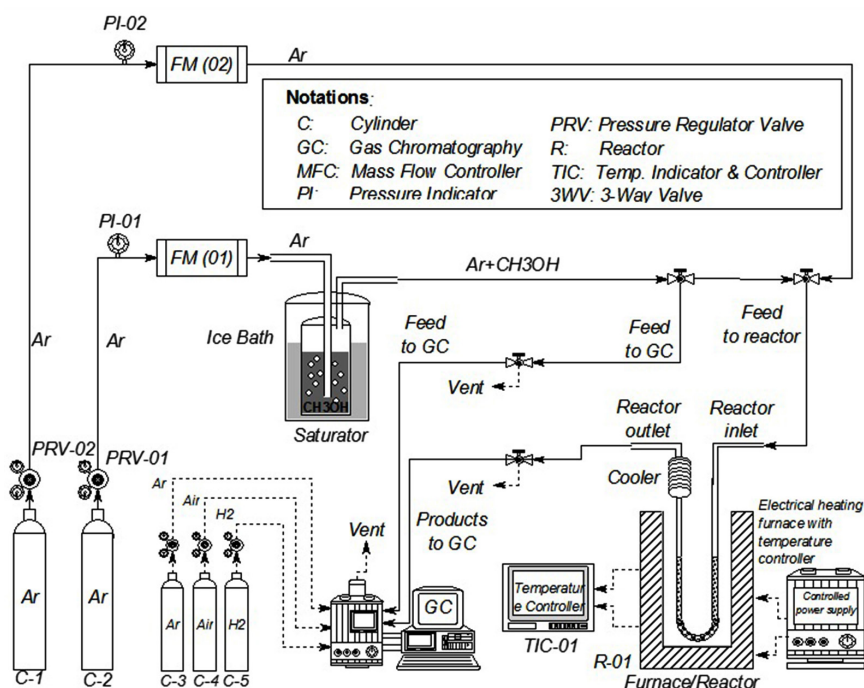 PI-02
FM (02)
Ar
Notations:
C: Cylinder
GC: Gas Chromatography
MFC: Mass Flow Controller
PI: Pressure Indicator
PRV: Pressure Regulator Valve
R: Reactor
TIC: Temp. Indicator & Controller
3WV: 3-Way Valve
PI-01
FM (01)
Ar
Ar+CH3OH
Ar
Ar
Ice Bath
CH3OH
Saturator
Feed
to GC
Feed
to GC
Feed
to reactor
Vent
Reactor
outlet
Reactor
inlet
Cooler
Vent
Products
to GC
PRV-02
PRV-01
Ar
Air
H2
Vent
Electrical heating
furnace with
temperature
controller
Ar
Ar
Ar
Air
H2
GC
Temperatur
e Controller
Controlled
power supply
TIC-01
R-01
Furnace/Reactor
C-1
C-2
C-3
C-4
C-5